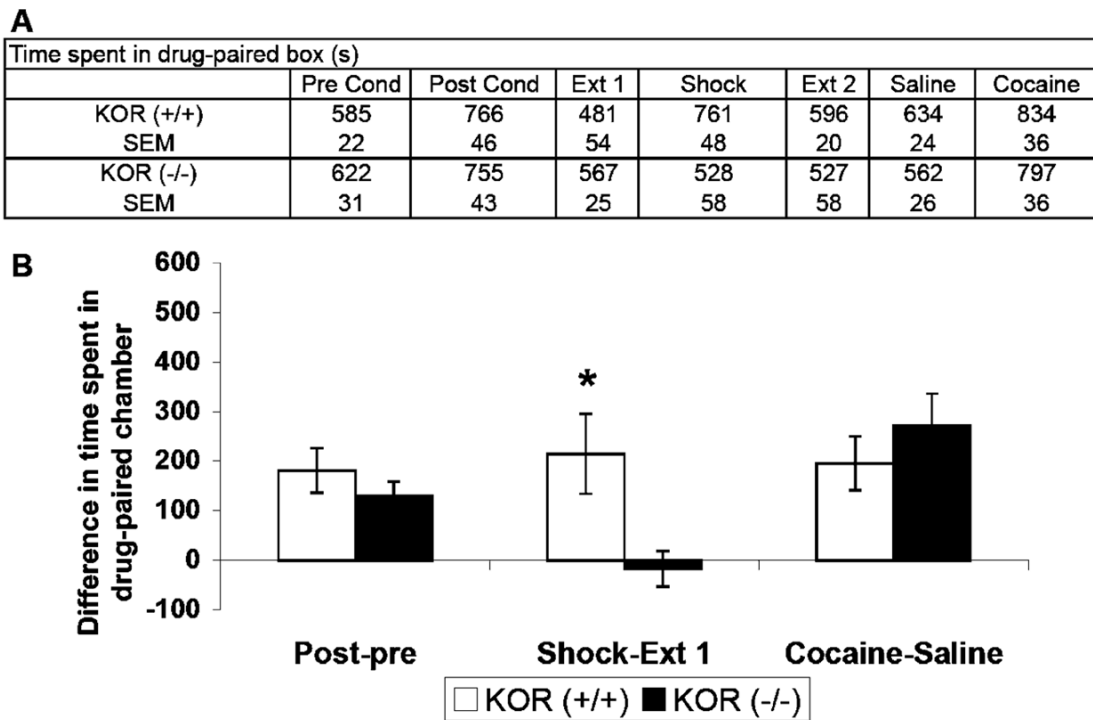 A
Time spent in drug-paired box (s)
Pre Cond Post Cond Ext 1 Shock Ext 2 Saline Cocaine
KOR (+/+) 585 766 481 761 596 634 834
SEM 22 46 54 48 20 24 36
KOR (-/-) 622 755 567 528 527 562 797
SEM 31 43 25 58 58 26 36
B
Difference in time spent in
drug-paired chamber
600
500
400
300
200
100
0
-100
*
Post-pre Shock-Ext 1 Cocaine-Saline
KOR (+/+) KOR (-/-)